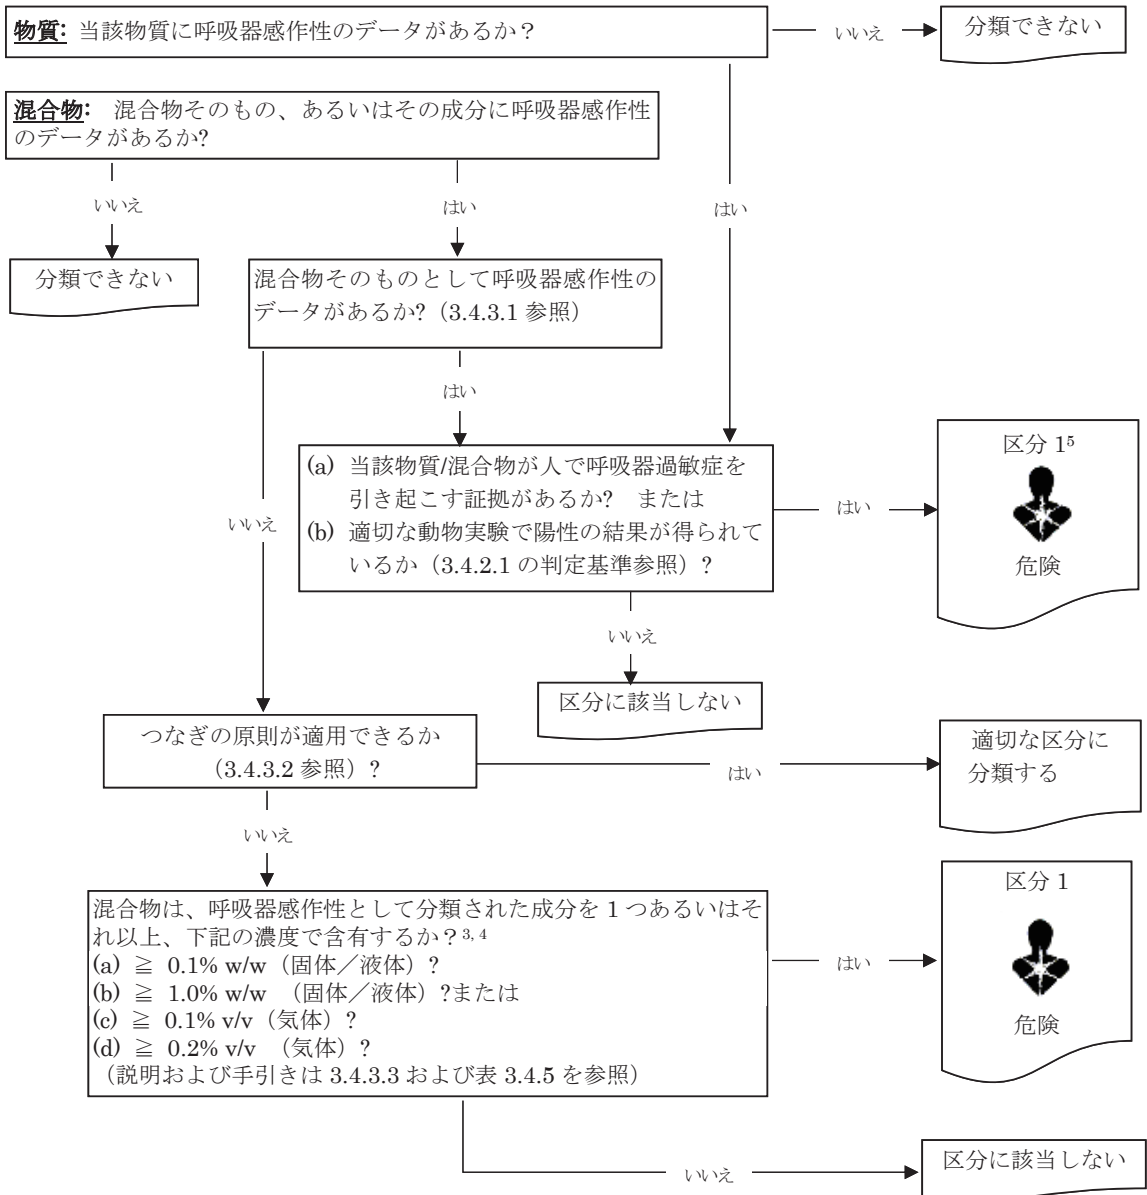 物質: 当該物質に呼吸器感作性のデータがあるか？
いいえ
分類できない
混合物: 混合物そのもの、あるいはその成分に呼吸器感作性
のデータがあるか?
いいえ
はい
はい
分類できない
混合物そのものとして呼吸器感作性の
データがあるか?（3.4.3.1 参照）
はい
いいえ
(a) 当該物質/混合物が人で呼吸器過敏症を
引き起こす証拠があるか?　または
(b) 適切な動物実験で陽性の結果が得られて
いるか（3.4.2.1 の判定基準参照）？
はい
区分 1⁵
危険
いいえ
区分に該当しない
つなぎの原則が適用できるか
（3.4.3.2 参照）？
はい
適切な区分に
分類する
いいえ
混合物は、呼吸器感作性として分類された成分を 1 つあるいはそ
れ以上、下記の濃度で含有するか？³˒ ⁴
(a) ≧ 0.1% w/w（固体／液体）？
(b) ≧ 1.0% w/w （固体／液体）?または
(c) ≧ 0.1% v/v（気体）？
(d) ≧ 0.2% v/v （気体）？
（説明および手引きは 3.4.3.3 および表 3.4.5 を参照）
はい
区分 1
危険
いいえ
区分に該当しない